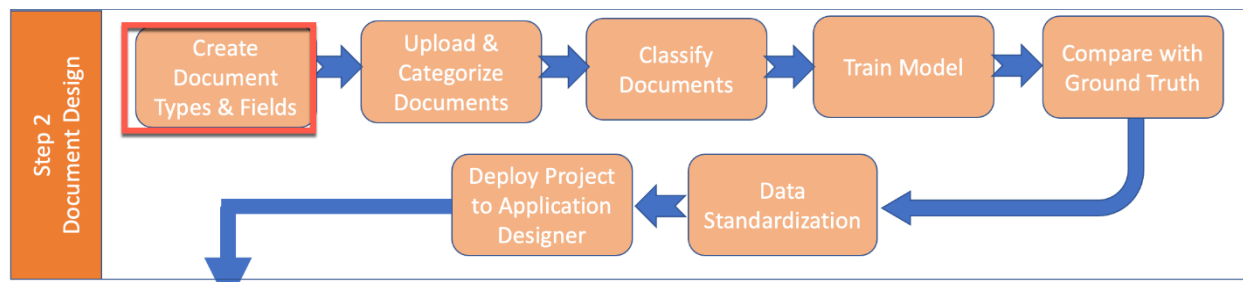 Step 2
Document Design
Create
Document
Types & Fields
Upload &
Categorize
Documents
Classify
Documents
Train Model
Compare with
Ground Truth
Deploy Project
to Application
Designer
Data
Standardization